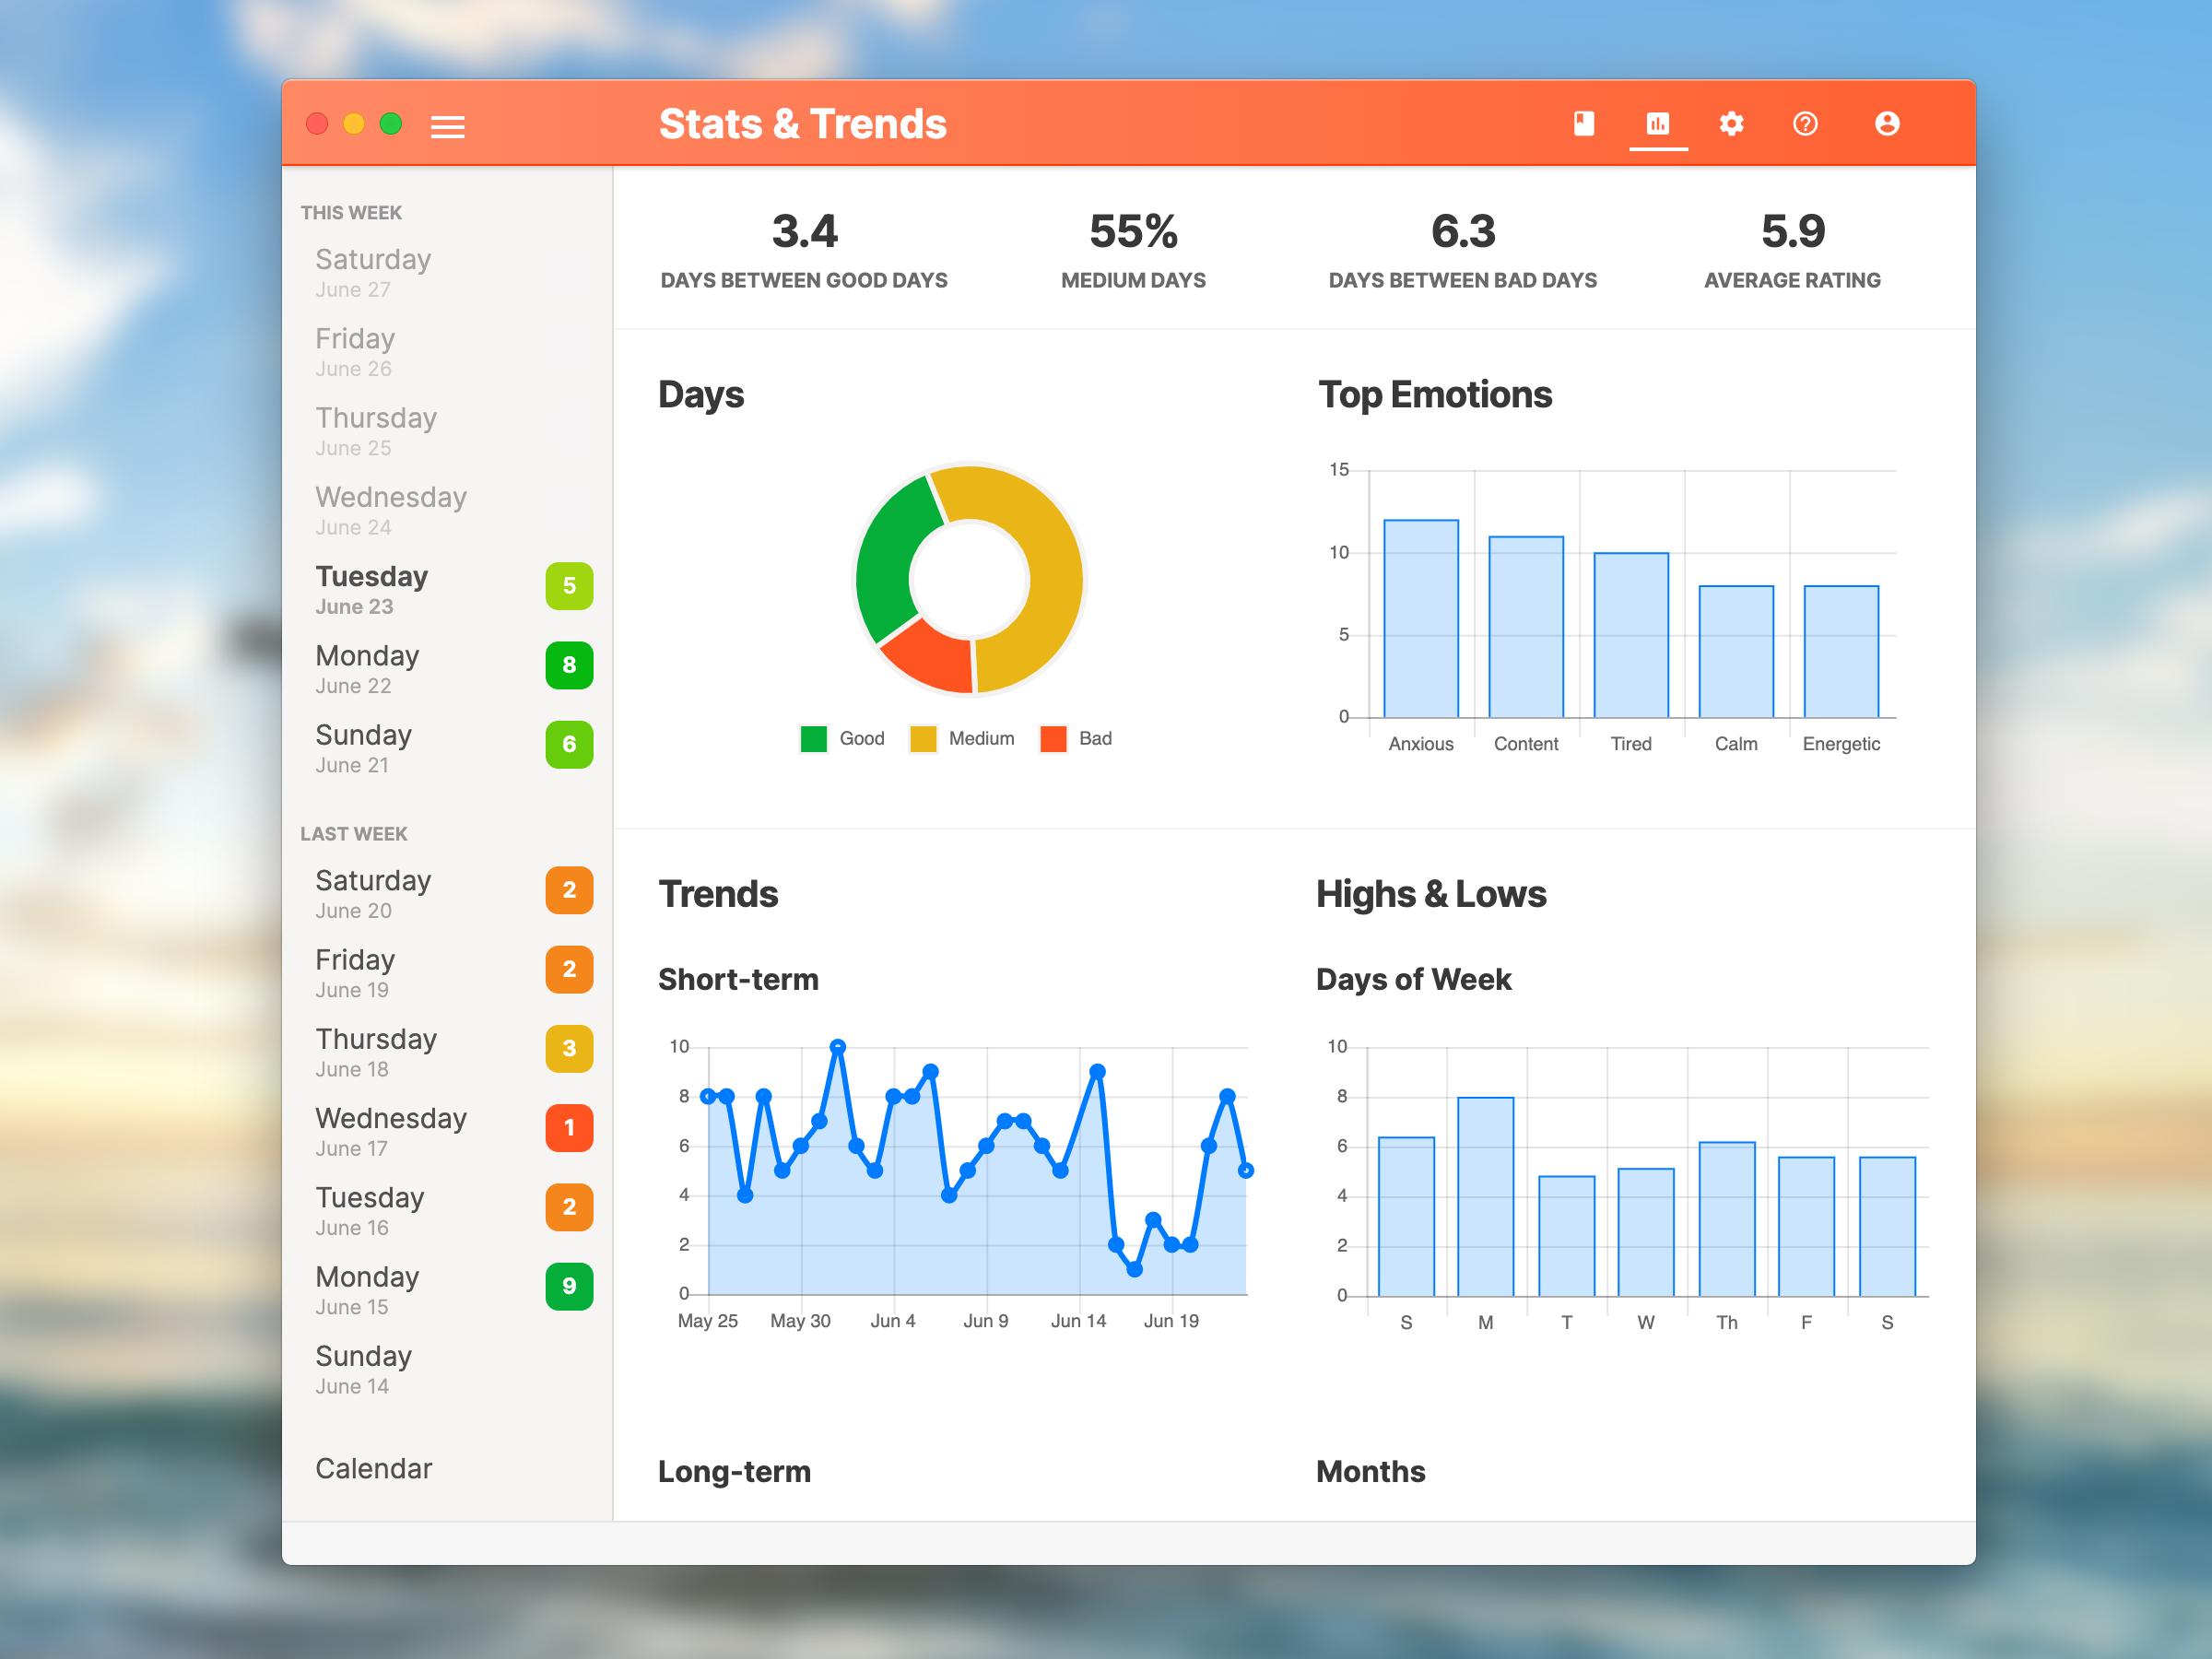 Stats & Trends
THIS WEEK
Saturday
June 27
Friday
June 26
Thursday
June 25
Wednesday
June 24
Tuesday
June 23
5
Monday
June 22
8
Sunday
June 21
6
LAST WEEK
Saturday
June 20
2
Friday
June 19
2
Thursday
June 18
3
Wednesday
June 17
1
Tuesday
June 16
2
Monday
June 15
9
Sunday
June 14
Calendar
3.4
DAYS BETWEEN GOOD DAYS
55%
MEDIUM DAYS
6.3
DAYS BETWEEN BAD DAYS
5.9
AVERAGE RATING
Days
Good Medium Bad
Top Emotions
15
10
5
0
Anxious Content Tired Calm Energetic
Trends
Short-term
10
8
6
4
2
0
May 25 May 30 Jun 4 Jun 9 Jun 14 Jun 19
Highs & Lows
Days of Week
10
8
6
4
2
0
S M T W Th F S
Long-term
Months